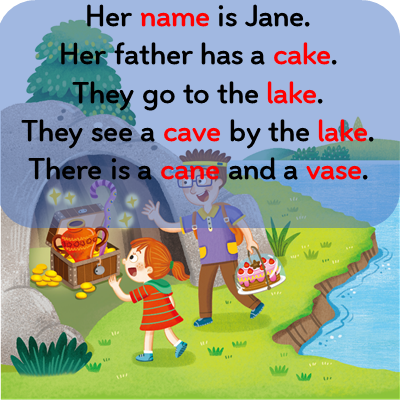 Her name is Jane.
Her father has a cake.
They go to the lake.
They see a cave by the lake.
There is a cane and a vase.